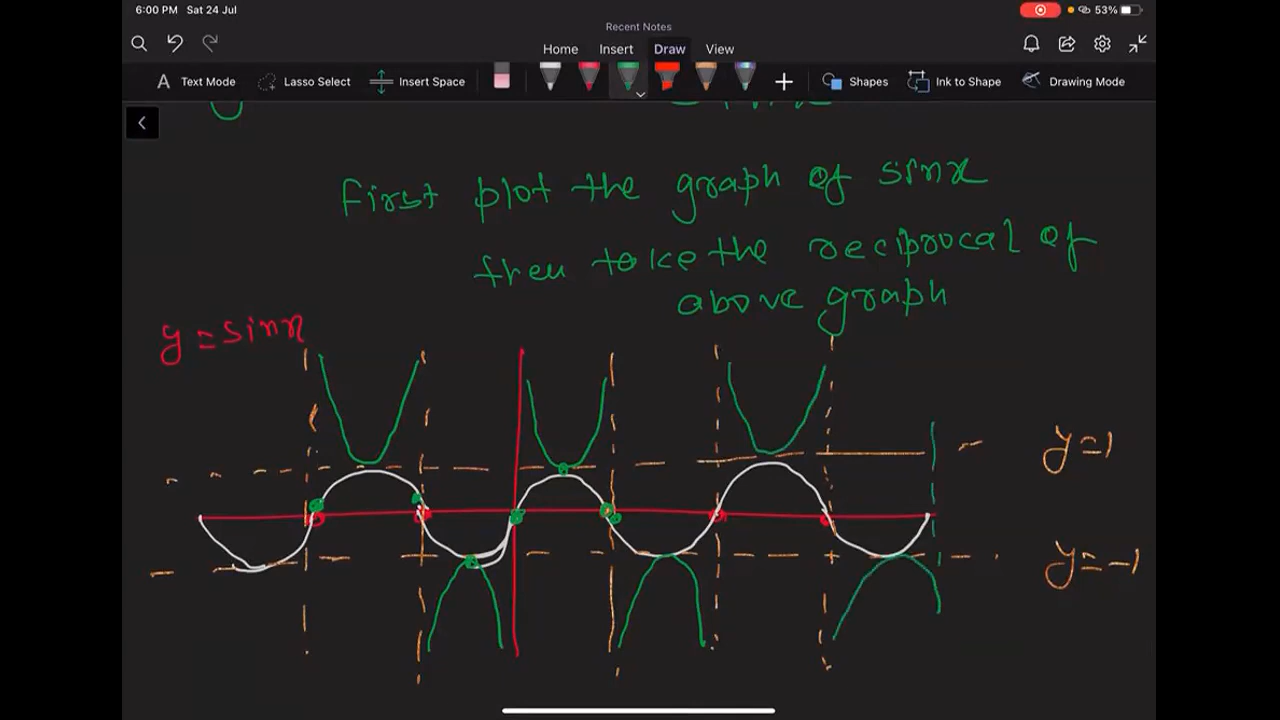 6:00 PM Sat 24 Jul
53%
Recent Notes
Home Insert Draw View
Text Mode Lasso Select Insert Space Shapes Ink to Shape Drawing Mode
First plot the graph of sinx
then take the reciprocal of
above graph
y = sinx
y = 1
y = -1